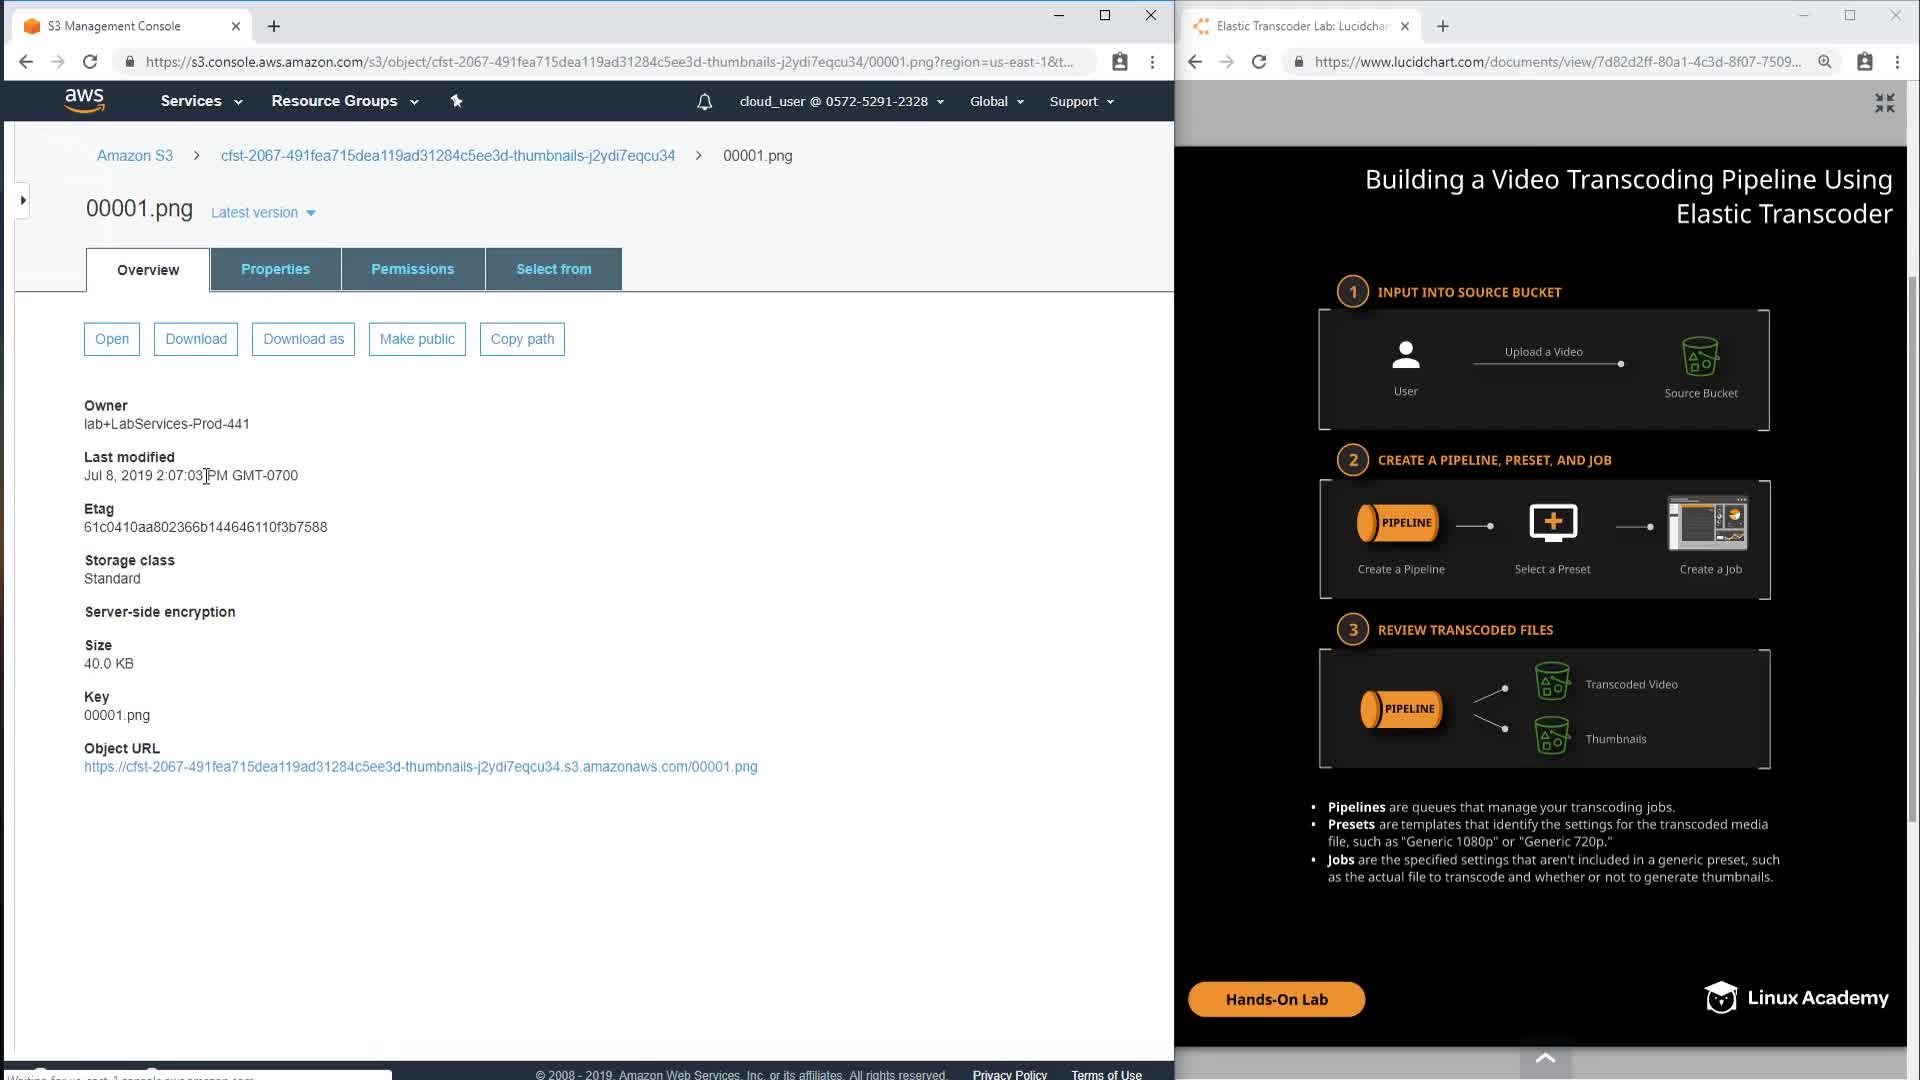 S3 Management Console
https://s3.console.aws.amazon.com/s3/object/cfst-2067-491fea715dea119ad31284c5ee3d-thumbnails-j2ydi7eqcu34/00001.png?region=us-east-1&t...
aws
Services
Resource Groups
cloud_user @ 0572-5291-2328
Global
Support
Amazon S3 > cfst-2067-491fea715dea119ad31284c5ee3d-thumbnails-j2ydi7eqcu34 > 00001.png
00001.png
Latest version
Overview
Properties
Permissions
Select from
Open
Download
Download as
Make public
Copy path
Owner
lab+LabServices-Prod-441
Last modified
Jul 8, 2019 2:07:03 PM GMT-0700
Etag
61c0410aa802366b144646110f3b7588
Storage class
Standard
Server-side encryption
Size
40.0 KB
Key
00001.png
Object URL
https://cfst-2067-491fea715dea119ad31284c5ee3d-thumbnails-j2ydi7eqcu34.s3.amazonaws.com/00001.png
© 2008 - 2019, Amazon Web Services, Inc. or its affiliates. All rights reserved.
Privacy Policy
Terms of Use
Elastic Transcoder Lab: Lucidchar
https://www.lucidchart.com/documents/view/7d82d2ff-80a1-4c3d-8f07-7509...
Building a Video Transcoding Pipeline Using
Elastic Transcoder
1 INPUT INTO SOURCE BUCKET
User
Upload a Video
Source Bucket
2 CREATE A PIPELINE, PRESET, AND JOB
PIPELINE
Create a Pipeline
Select a Preset
Create a Job
3 REVIEW TRANSCODED FILES
PIPELINE
Transcoded Video
Thumbnails
• Pipelines are queues that manage your transcoding jobs.
• Presets are templates that identify the settings for the transcoded media
file, such as "Generic 1080p" or "Generic 720p."
• Jobs are the specified settings that aren't included in a generic preset, such
as the actual file to transcode and whether or not to generate thumbnails.
Hands-On Lab
Linux Academy